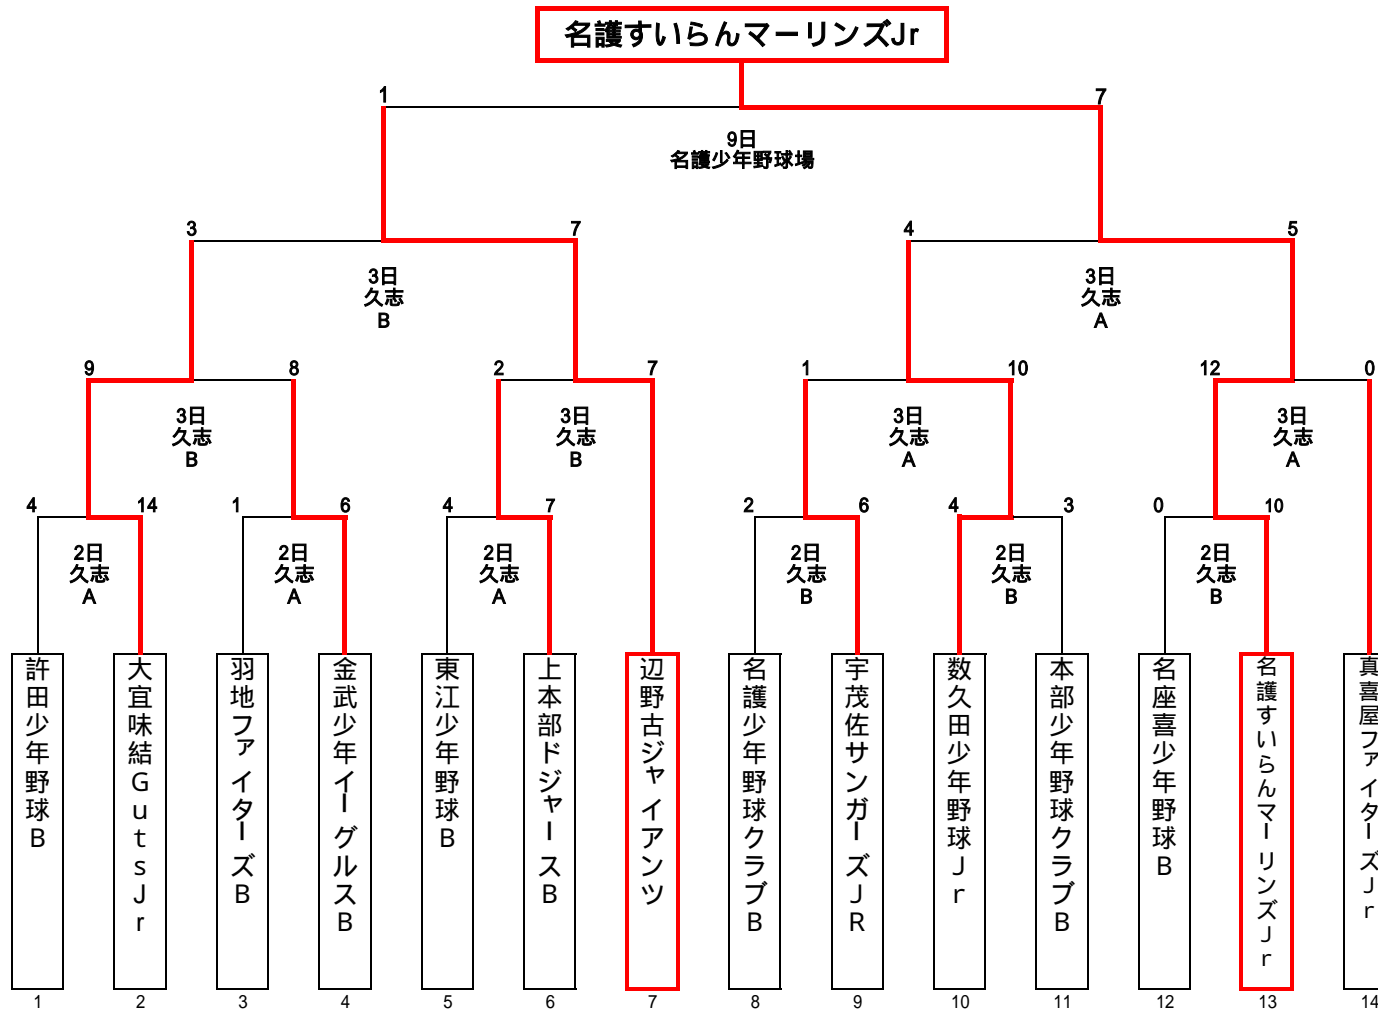 名護すいらんマーリンズJr
1
7
9日
名護少年野球場
3
7
4
5
3日
久志
B
3日
久志
A
9
8
2
7
1
10
12
0
3日
久志
B
3日
久志
B
3日
久志
A
3日
久志
A
4
14
1
6
4
7
2
6
4
3
0
10
2日
久志
A
2日
久志
A
2日
久志
A
2日
久志
B
2日
久志
B
2日
久志
B
許田少年野球B
大宜味結GutsJr
羽地ファイターズB
金武少年イーグルスB
東江少年野球B
上本部ドジャースB
辺野古ジャイアンツ
名護少年野球クラブB
宇茂佐サンガーズJR
数久田少年野球Jr
本部少年野球クラブB
名座喜少年野球B
名護すいらんマーリンズJr
真喜屋ファイターズJr
1
2
3
4
5
6
7
8
9
10
11
12
13
14